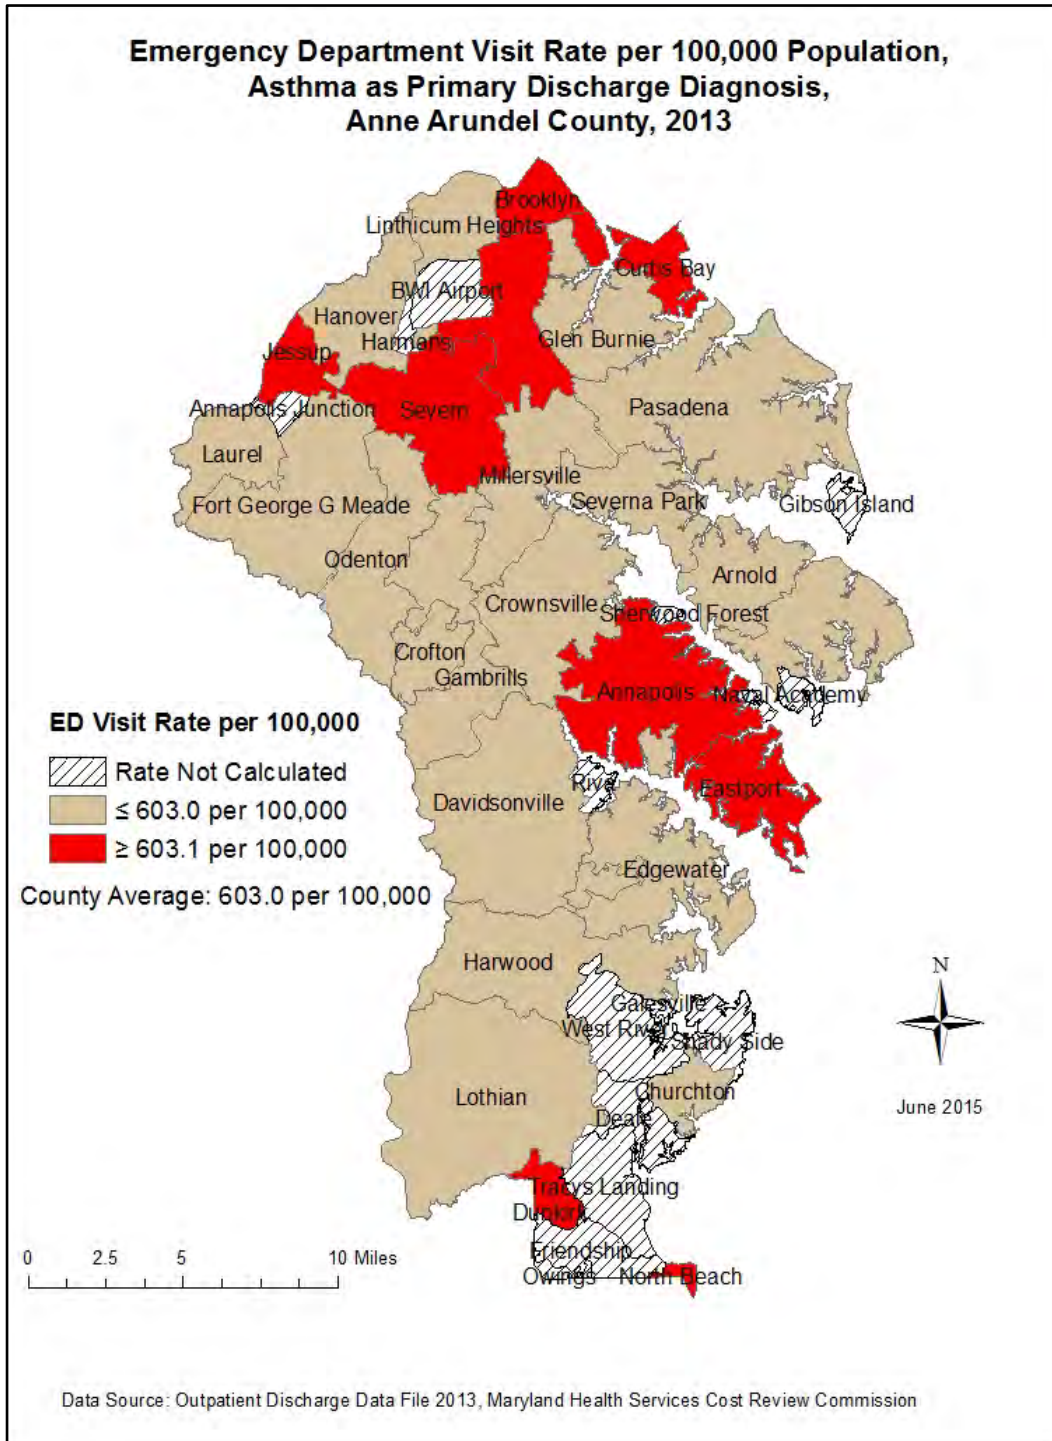 Emergency Department Visit Rate per 100,000 Population,
Asthma as Primary Discharge Diagnosis,
Anne Arundel County, 2013
Brooklyn
Linthicum Heights
Curtis Bay
BWI Airport
Hanover
Harmans
Glen Burnie
Jessup
Annapolis Junction
Severn
Pasadena
Laurel
Millersville
Fort George G Meade
Severna Park
Gibson Island
Odenton
Arnold
Crownsville
Sherwood Forest
Crofton
Gambrills
Annapolis
Naval Academy
ED Visit Rate per 100,000
Rate Not Calculated
≤ 603.0 per 100,000
≥ 603.1 per 100,000
County Average: 603.0 per 100,000
River
Eastport
Davidsonville
Edgewater
Harwood
Galesville
West River
Shady Side
N
Lothian
Churchton
June 2015
Deale
Tracys Landing
Dunkirk
Friendship
Owings
North Beach
0 2.5 5 10 Miles
Data Source: Outpatient Discharge Data File 2013, Maryland Health Services Cost Review Commission